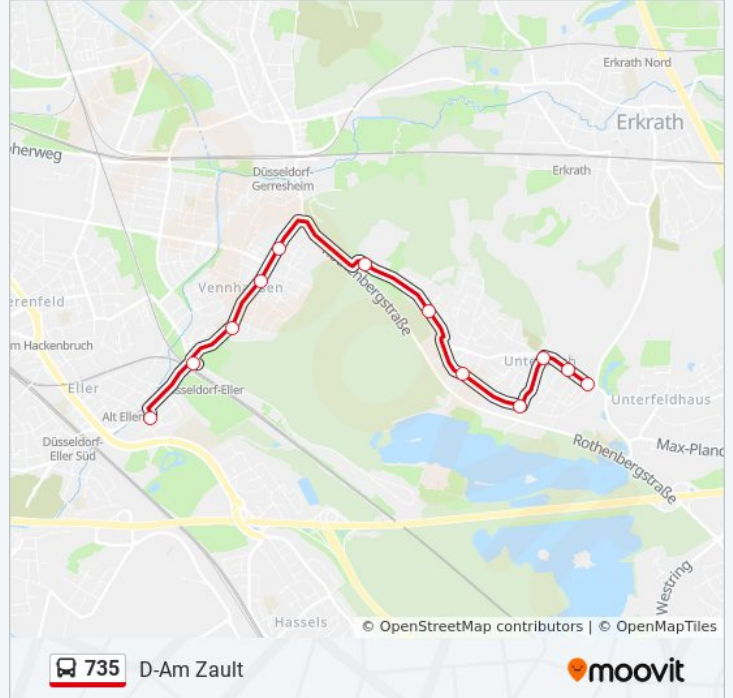 Erkrath Nord
Erkrath
oherweg
Düsseldorf-
Gerresheim
Erkrath
Vennhausen
Rothenbergstraße
erenfeld
m Hackenbruch
Eller
Düsseldorf-Eller
Alt Eller
Düsseldorf-
Eller Süd
Unterbach
Unterfeldhaus
Rothenbergstraße
Max-Planc
Westring
Hassels
© OpenStreetMap contributors | © OpenMapTiles
735 D-Am Zault
moovit